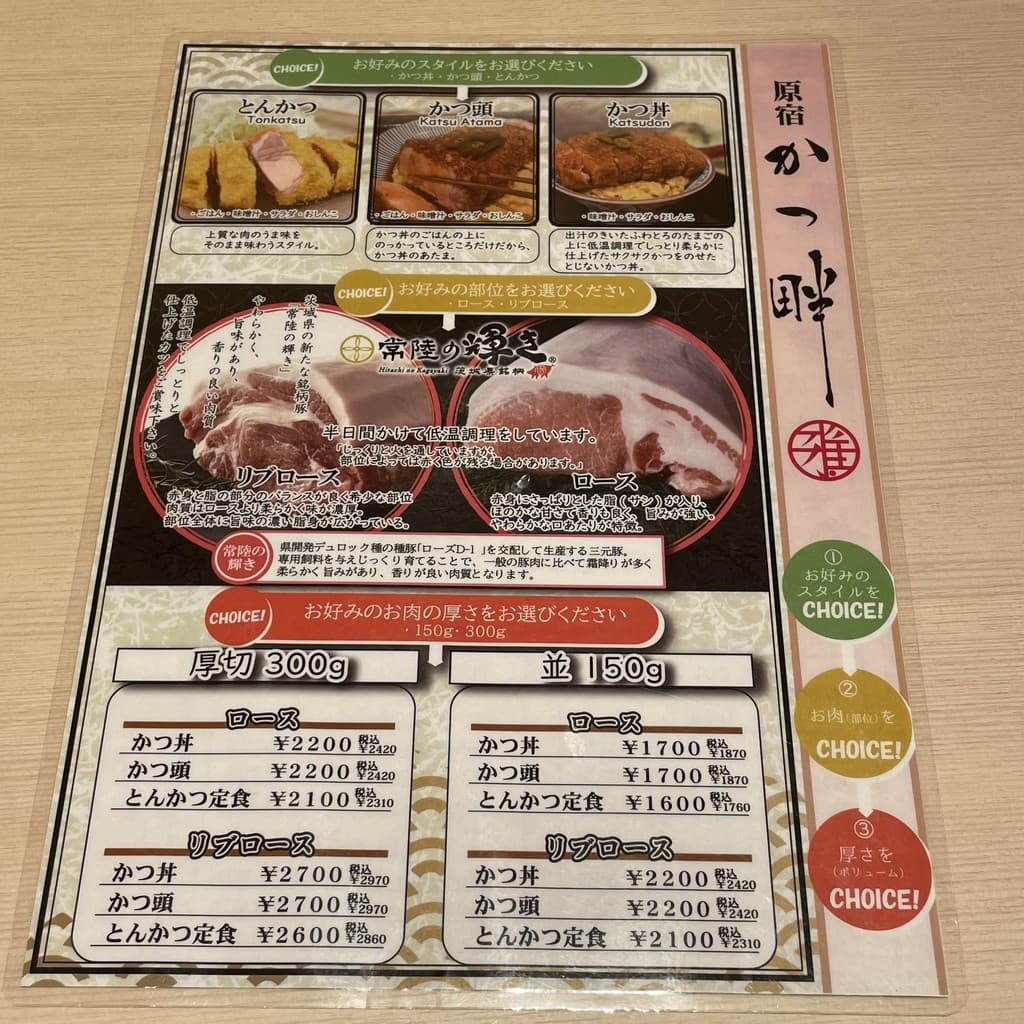 CHOICE!
お好みのスタイルをお選びください
・かつ丼・かつ頭・とんかつ
とんかつ
Tonkatsu
・ごはん・味噌汁・サラダ・おしんこ
上質な肉のうま味を
そのまま味わうスタイル。
かつ頭
Katsu Atama
・ごはん・味噌汁・サラダ・おしんこ
かつ丼のごはんの上に
のっかっているところだけだから、
かつ丼のあたま。
かつ丼
Katsudon
・味噌汁・サラダ・おしんこ
出汁のきいたふわとろのたまごの
上に低温調理でしっとり柔らかに
仕上げたサクサクかつをのせた
とじないかつ丼。
CHOICE!
お好みの部位をお選びください
・ロース・リブロース
茨城県の新たな銘柄豚
「常陸の輝き」
やわらかく、
旨味があり、
香りの良い肉質
低温調理でしっとりと
仕上げたカツをご賞味下さい。
常陸の輝き®
Hitachi no Kagayaki 茨城県銘柄
半日間かけて低温調理をしています。
「じっくりと火を通していますが、
部位によっては赤く色が残る場合があります。」
リブロース
赤身と脂の部分のバランスが良く希少な部位
肉質はロースより柔らかく味が濃厚。
部位全体に旨味の濃い脂身が広がっている。
ロース
赤身にさっぱりとした脂(サシ)が入り、
ほのかな甘さで香りも良く、旨みが強い。
やわらかな口あたりが特徴。
常陸の
輝き
県開発デュロック種の種豚「ローズD-1」を交配して生産する三元豚。
専用飼料を与えじっくり育てることで、一般の豚肉に比べて霜降りが多く
柔らかく旨みがあり、香りが良い肉質となります。
CHOICE!
お好みのお肉の厚さをお選びください
・150g・300g
厚切 300g
ロース
かつ丼 ¥2200 税込¥2420
かつ頭 ¥2200 税込¥2420
とんかつ定食 ¥2100 税込¥2310
リブロース
かつ丼 ¥2700 税込¥2970
かつ頭 ¥2700 税込¥2970
とんかつ定食 ¥2600 税込¥2860
並 150g
ロース
かつ丼 ¥1700 税込¥1870
かつ頭 ¥1700 税込¥1870
とんかつ定食 ¥1600 税込¥1760
リブロース
かつ丼 ¥2200 税込¥2420
かつ頭 ¥2200 税込¥2420
とんかつ定食 ¥2100 税込¥2310
原宿
かつ畔
雅
①
お好みの
スタイルを
CHOICE!
②
お肉(部位)を
CHOICE!
③
厚さを
(ボリューム)
CHOICE!